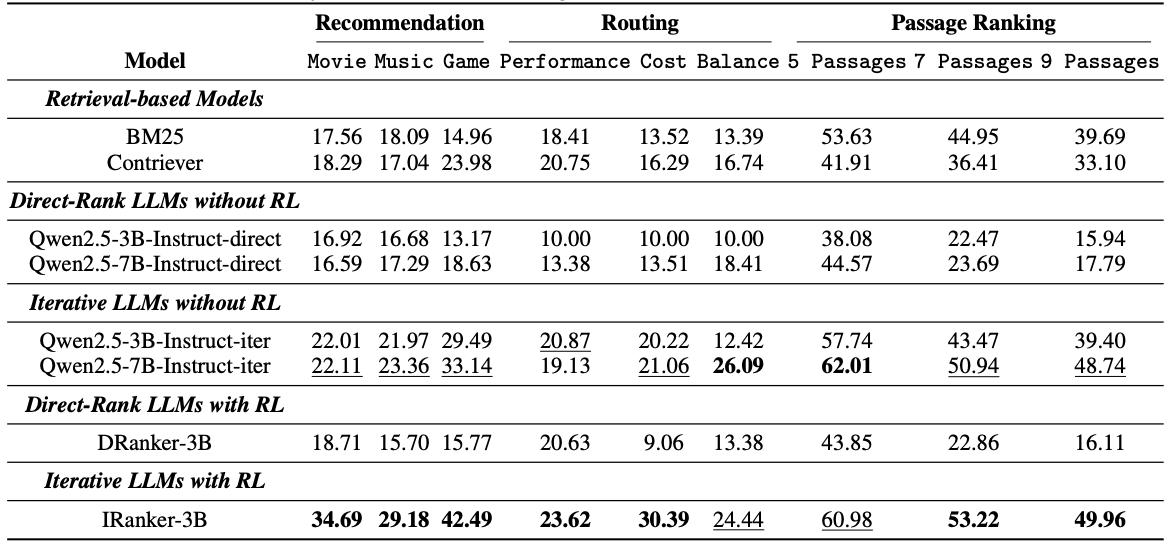 Recommendation Routing Passage Ranking
Model Movie Music Game Performance Cost Balance 5 Passages 7 Passages 9 Passages
Retrieval-based Models
BM25 17.56 18.09 14.96 18.41 13.52 13.39 53.63 44.95 39.69
Contriever 18.29 17.04 23.98 20.75 16.29 16.74 41.91 36.41 33.10
Direct-Rank LLMs without RL
Qwen2.5-3B-Instruct-direct 16.92 16.68 13.17 10.00 10.00 10.00 38.08 22.47 15.94
Qwen2.5-7B-Instruct-direct 16.59 17.29 18.63 13.38 13.51 18.41 44.57 23.69 17.79
Iterative LLMs without RL
Qwen2.5-3B-Instruct-iter 22.01 21.97 29.49 20.87 20.22 12.42 57.74 43.47 39.40
Qwen2.5-7B-Instruct-iter 22.11 23.36 33.14 19.13 21.06 26.09 62.01 50.94 48.74
Direct-Rank LLMs with RL
DRanker-3B 18.71 15.70 15.77 20.63 9.06 13.38 43.85 22.86 16.11
Iterative LLMs with RL
IRanker-3B 34.69 29.18 42.49 23.62 30.39 24.44 60.98 53.22 49.96